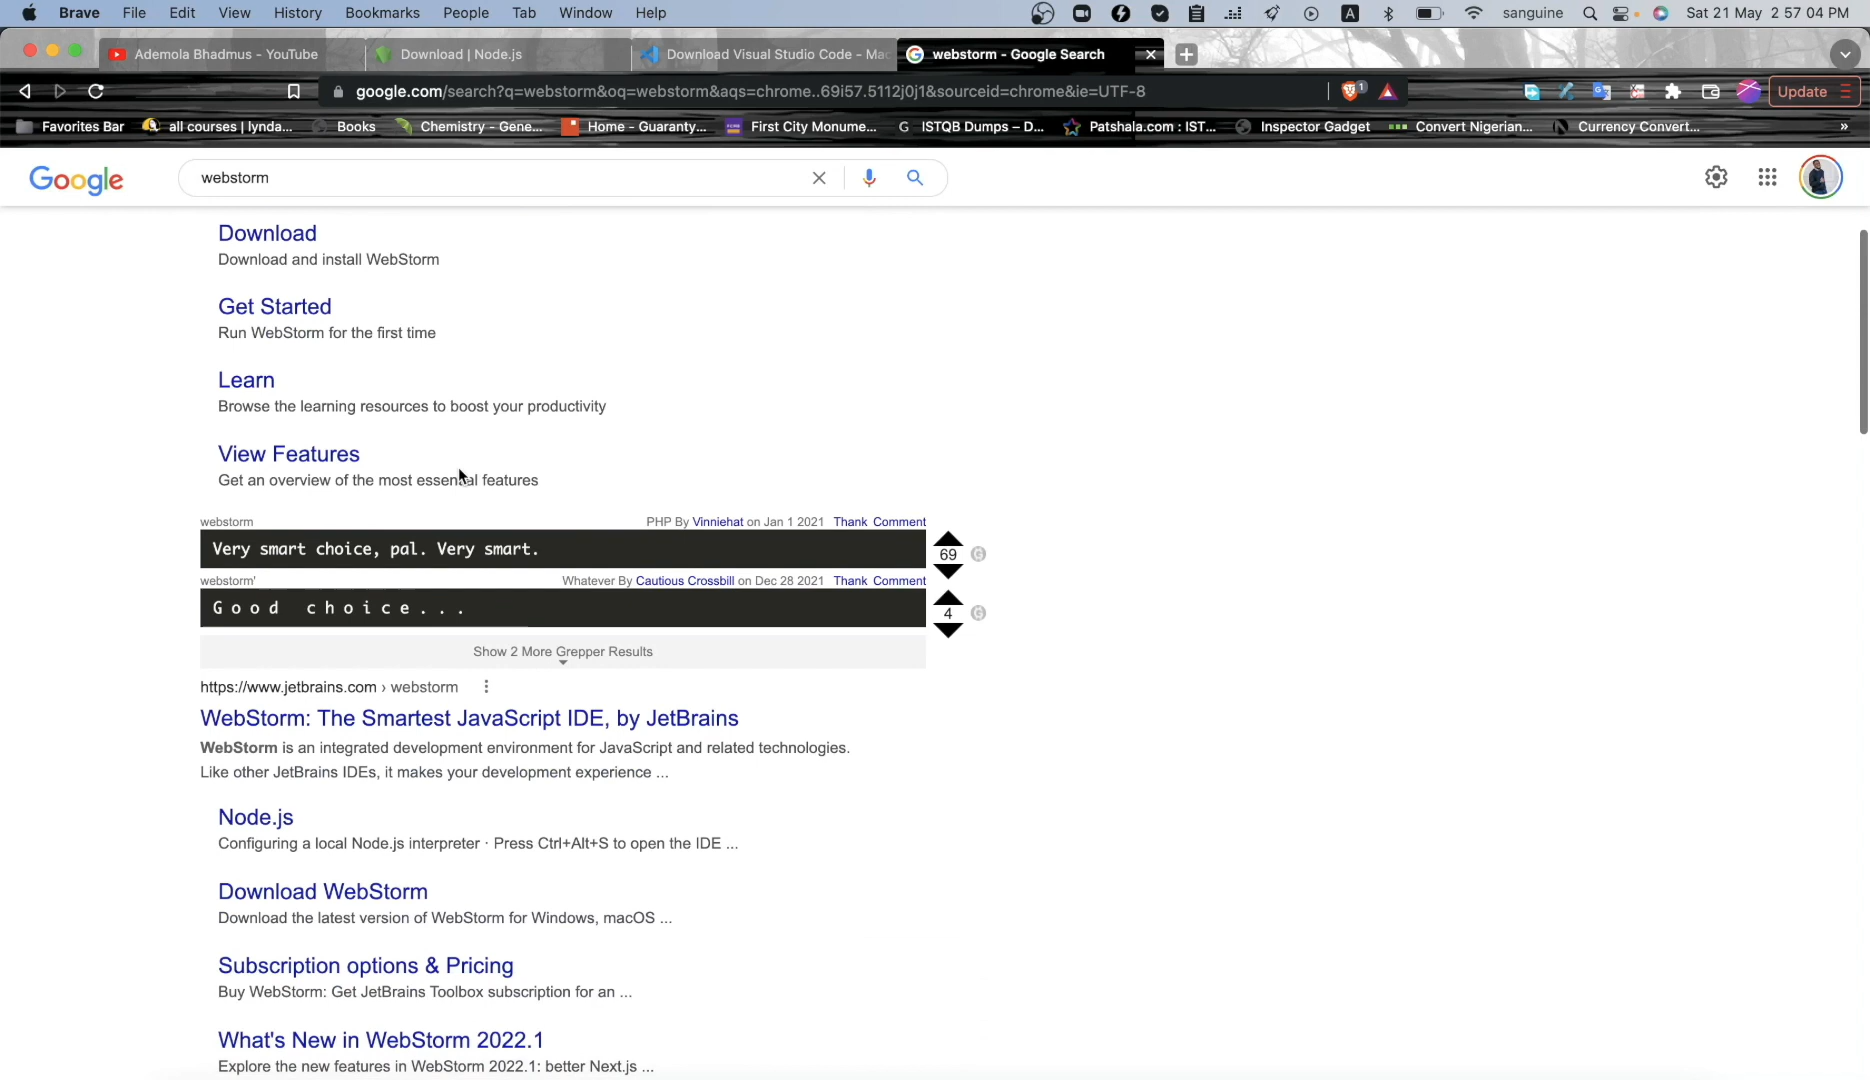 Brave File Edit View History Bookmarks People Tab Window Help
A sanguine Sat 21 May 2 57 04 PM
Ademola Bhadmus - YouTube
Download | Node.js
Download Visual Studio Code - Mac
webstorm - Google Search
google.com/search?q=webstorm&oq=webstorm&aqs=chrome..69i57.5112j0j1&sourceid=chrome&ie=UTF-8
1
Update
Favorites Bar
all courses | lynda...
Books
Chemistry - Gene...
Home - Guaranty...
First City Monume...
G ISTQB Dumps – D...
Patshala.com : IST...
Inspector Gadget
Convert Nigerian...
Currency Convert...
»
Google
webstorm
Download
Download and install WebStorm
Get Started
Run WebStorm for the first time
Learn
Browse the learning resources to boost your productivity
View Features
Get an overview of the most essential features
webstorm PHP By Vinniehat on Jan 1 2021 Thank Comment
Very smart choice, pal. Very smart.
69
webstorm' Whatever By Cautious Crossbill on Dec 28 2021 Thank Comment
Good choice...
4
Show 2 More Grepper Results
https://www.jetbrains.com › webstorm
WebStorm: The Smartest JavaScript IDE, by JetBrains
WebStorm is an integrated development environment for JavaScript and related technologies.
Like other JetBrains IDEs, it makes your development experience ...
Node.js
Configuring a local Node.js interpreter · Press Ctrl+Alt+S to open the IDE ...
Download WebStorm
Download the latest version of WebStorm for Windows, macOS ...
Subscription options & Pricing
Buy WebStorm: Get JetBrains Toolbox subscription for an ...
What's New in WebStorm 2022.1
Explore the new features in WebStorm 2022.1: better Next.js ...